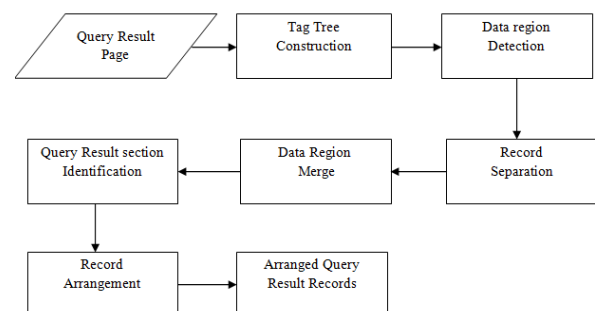 Query Result
Page
Tag Tree
Construction
Data region
Detection
Record
Separation
Data Region
Merge
Query Result section
Identification
Record
Arrangement
Arranged Query
Result Records